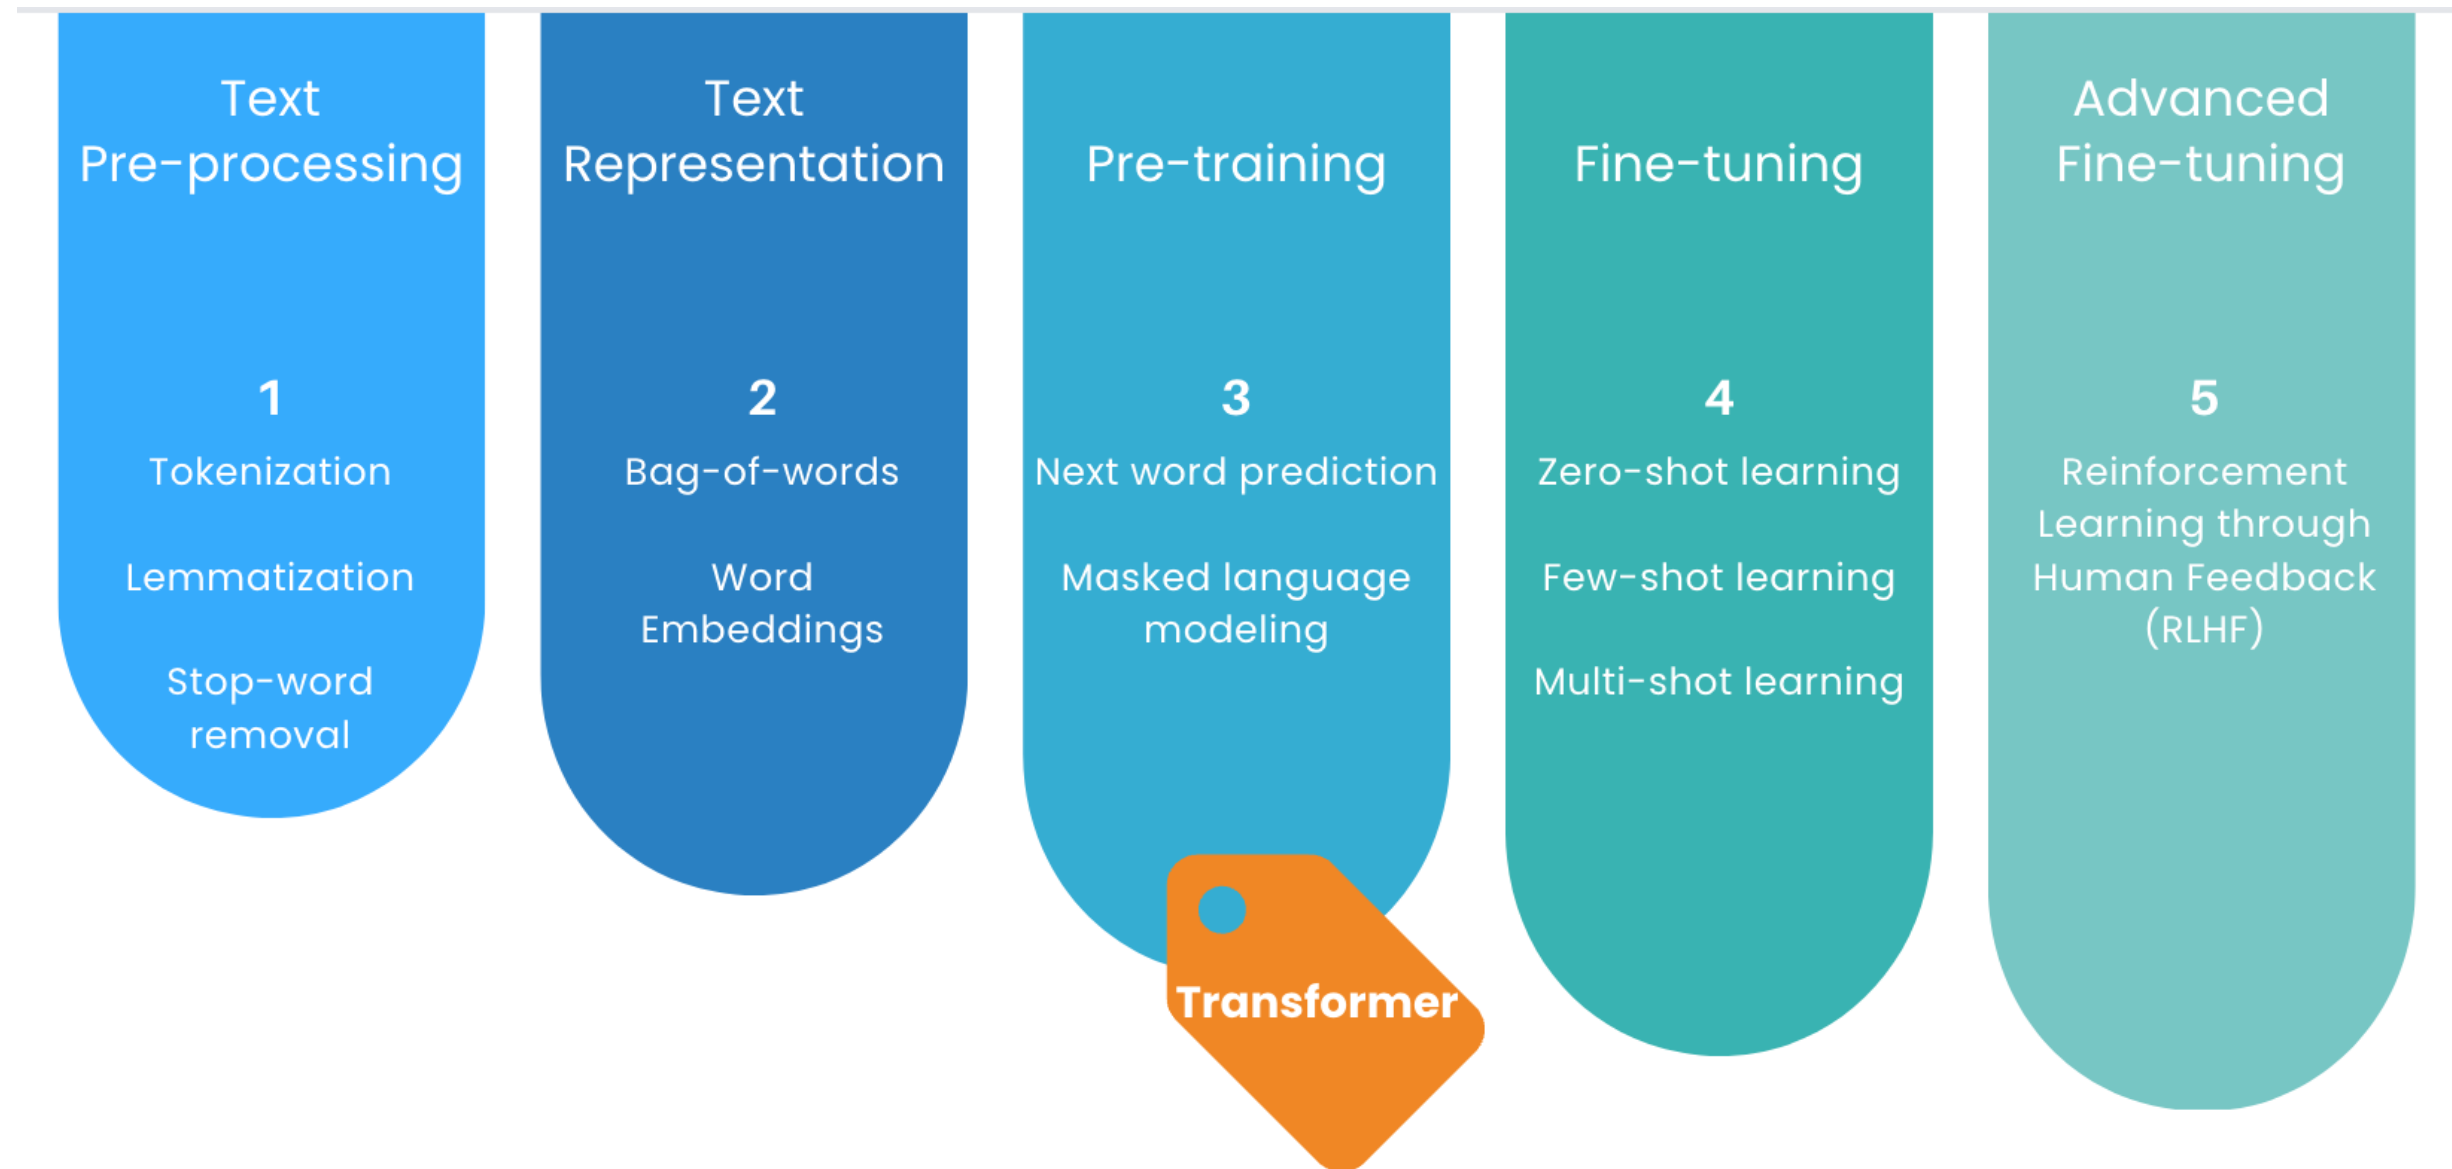 Text
Pre-processing
1
Tokenization
Lemmatization
Stop-word
removal
Text
Representation
2
Bag-of-words
Word
Embeddings
Pre-training
3
Next word prediction
Masked language
modeling
Transformer
Fine-tuning
4
Zero-shot learning
Few-shot learning
Multi-shot learning
Advanced
Fine-tuning
5
Reinforcement
Learning through
Human Feedback
(RLHF)